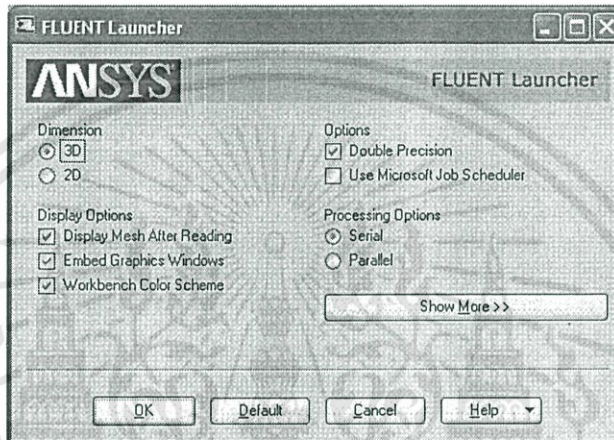 FLUENT Launcher
ANSYS
FLUENT Launcher
Dimension
3D
2D
Options
Double Precision
Use Microsoft Job Scheduler
Display Options
Display Mesh After Reading
Embed Graphics Windows
Workbench Color Scheme
Processing Options
Serial
Parallel
Show More >>
OK
Default
Cancel
Help